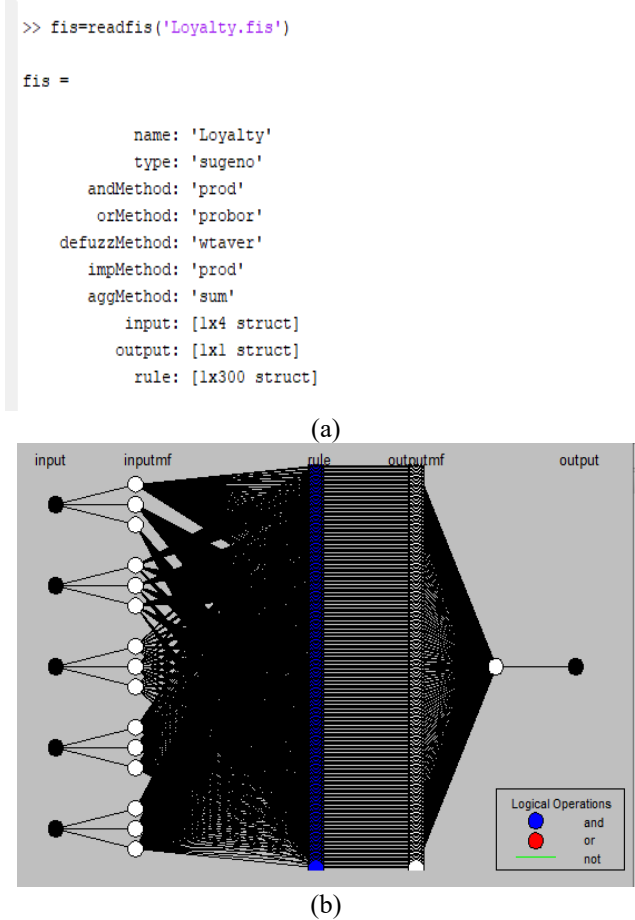 >> fis=readfis('Loyalty.fis')
fis =
name: 'Loyalty'
type: 'sugeno'
andMethod: 'prod'
orMethod: 'probor'
defuzzMethod: 'wtaver'
impMethod: 'prod'
aggMethod: 'sum'
input: [1x4 struct]
output: [1x1 struct]
rule: [1x300 struct]
(a)
input inputmf rule outputmf output
Logical Operations
and
or
not
(b)